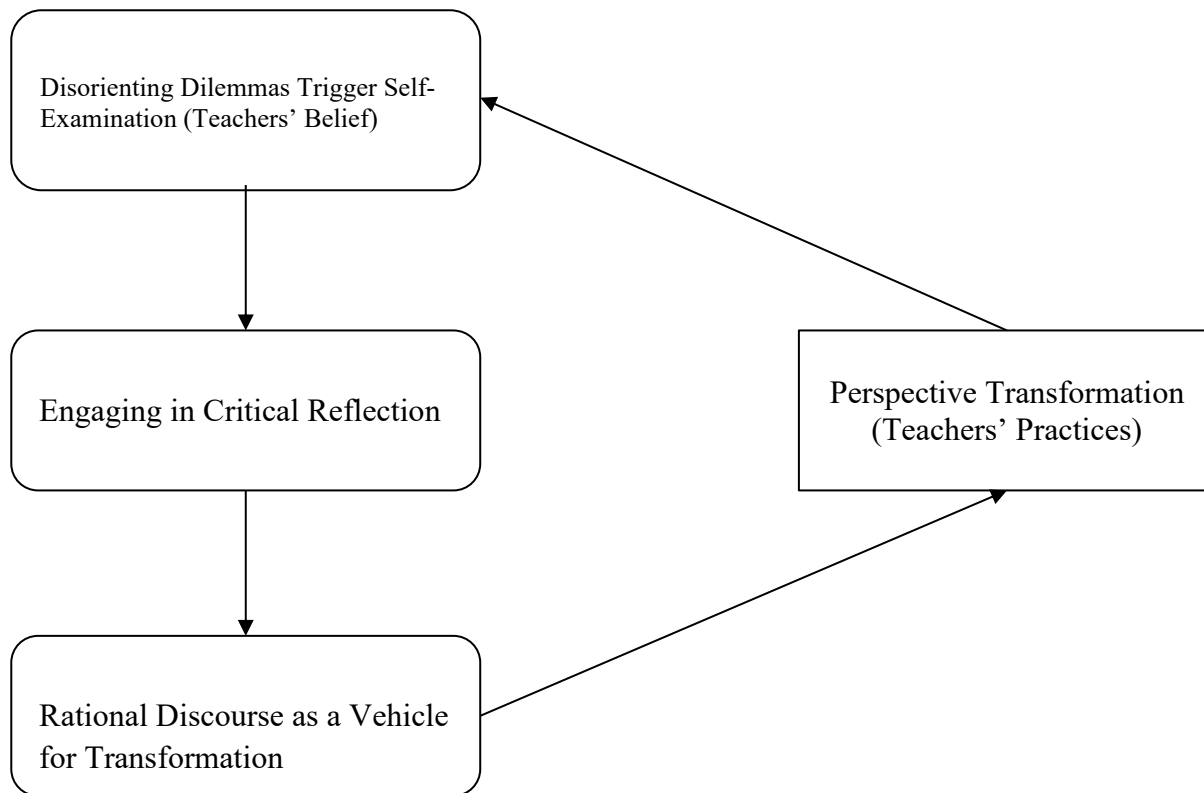 Disorienting Dilemmas Trigger Self-
Examination (Teachers’ Belief)
Engaging in Critical Reflection
Perspective Transformation
(Teachers’ Practices)
Rational Discourse as a Vehicle
for Transformation